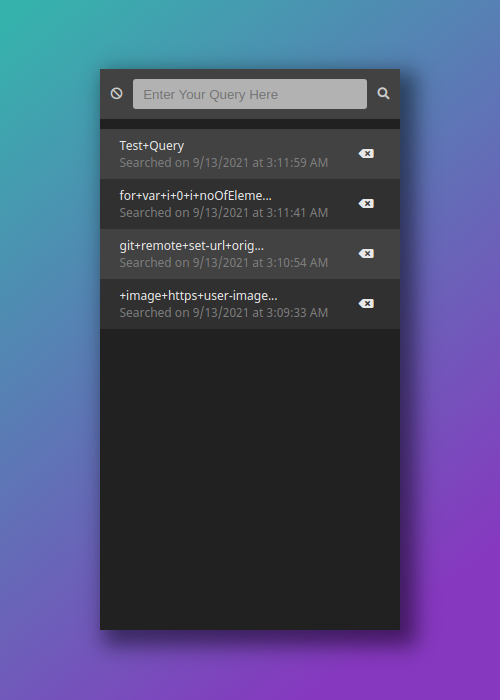 Enter Your Query Here
Test+Query
Searched on 9/13/2021 at 3:11:59 AM
for+var+i+0+i+noOfEleme...
Searched on 9/13/2021 at 3:11:41 AM
git+remote+set-url+orig...
Searched on 9/13/2021 at 3:10:54 AM
+image+https+user-image...
Searched on 9/13/2021 at 3:09:33 AM